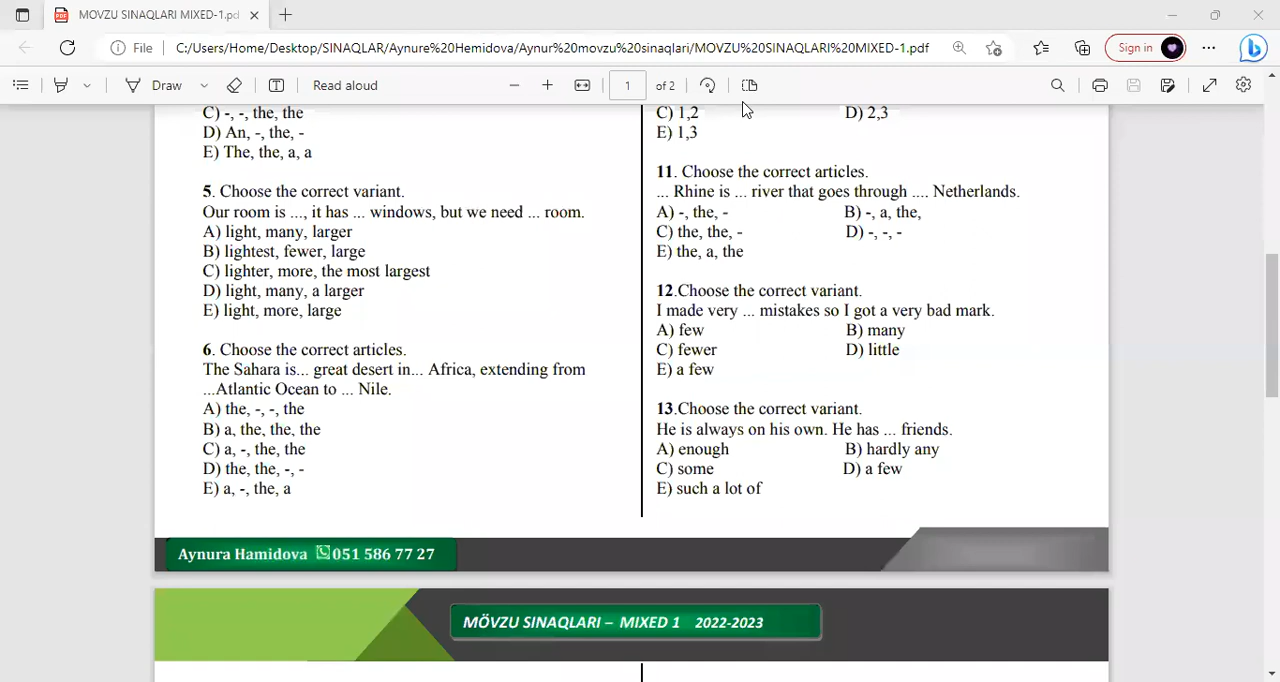 MOVZU SINAQLARI MIXED-1.pd
File
C:/Users/Home/Desktop/SINAQLAR/Aynure%20Hemidova/Aynur%20movzu%20sinaqlari/MOVZU%20SINAQLARI%20MIXED-1.pdf
Sign in
Draw
Read aloud
1
of 2
C) -, -, the, the
D) An, -, the, -
E) The, the, a, a
5. Choose the correct variant.
Our room is ..., it has ... windows, but we need ... room.
A) light, many, larger
B) lightest, fewer, large
C) lighter, more, the most largest
D) light, many, a larger
E) light, more, large
6. Choose the correct articles.
The Sahara is... great desert in... Africa, extending from
...Atlantic Ocean to ... Nile.
A) the, -, -, the
B) a, the, the, the
C) a, -, the, the
D) the, the, -, -
E) a, -, the, a
C) 1,2 D) 2,3
E) 1,3
11. Choose the correct articles.
... Rhine is ... river that goes through .... Netherlands.
A) -, the, - B) -, a, the,
C) the, the, - D) -, -, -
E) the, a, the
12.Choose the correct variant.
I made very ... mistakes so I got a very bad mark.
A) few B) many
C) fewer D) little
E) a few
13.Choose the correct variant.
He is always on his own. He has ... friends.
A) enough B) hardly any
C) some D) a few
E) such a lot of
Aynura Hamidova 051 586 77 27
MÖVZU SINAQLARI – MIXED 1 2022-2023